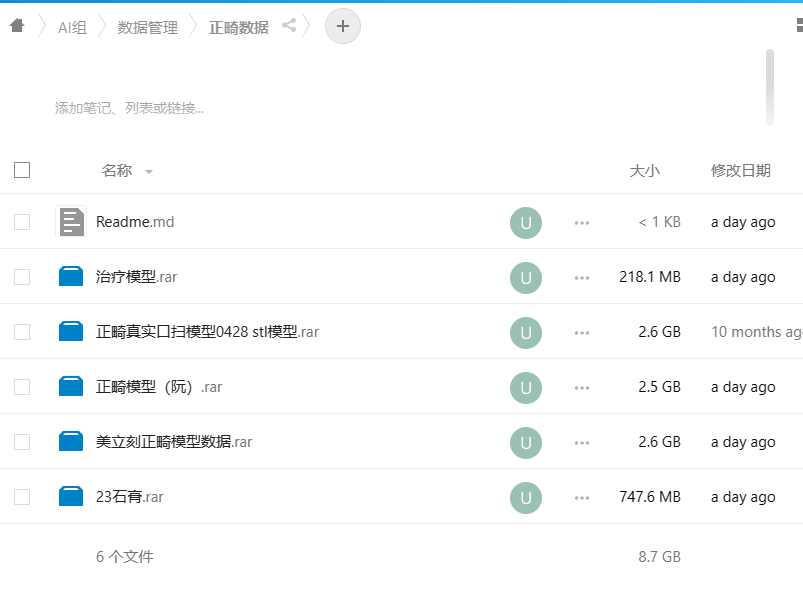 AI组 数据管理 正畸数据 +
添加笔记、列表或链接...
名称 大小 修改日期
Readme.md U < 1 KB a day ago
治疗模型.rar U 218.1 MB a day ago
正畸真实口扫模型0428 stl模型.rar U 2.6 GB 10 months ag
正畸模型（阮）.rar U 2.5 GB a day ago
美立刻正畸模型数据.rar U 2.6 GB a day ago
23石膏.rar U 747.6 MB a day ago
6 个文件 8.7 GB